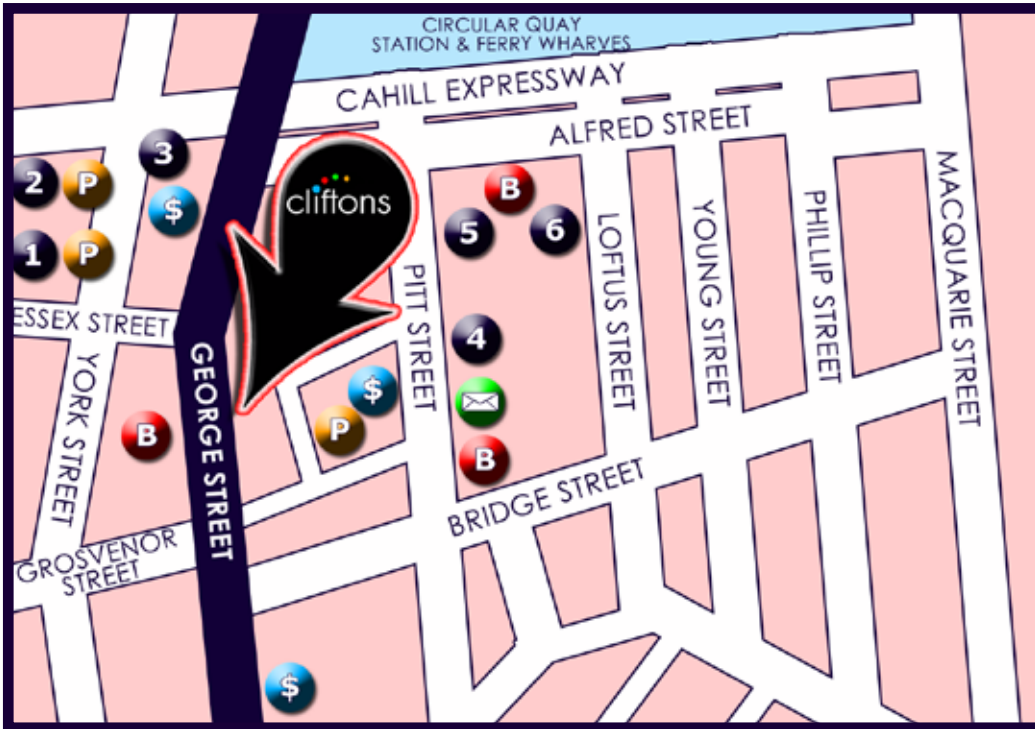 CIRCULAR QUAY
STATION & FERRY WHARVES
CAHILL EXPRESSWAY
ALFRED STREET
3
2
P
$
cliftons
B
5
6
1
P
PITT STREET
LOFTUS STREET
YOUNG STREET
PHILLIP STREET
MACQUARIE STREET
ESSEX STREET
4
YORK STREET
GEORGE STREET
$
B
P
B
BRIDGE STREET
GROSVENOR
STREET
$